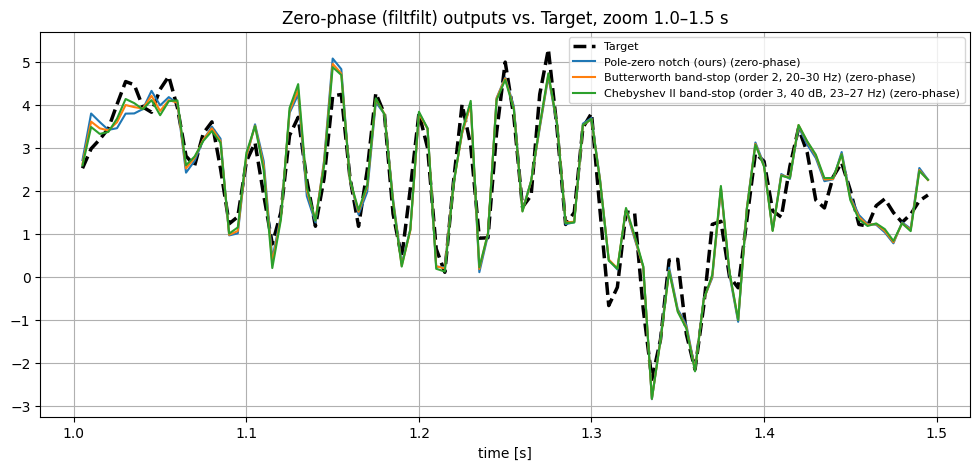 Zero-phase (filtfilt) outputs vs. Target, zoom 1.0–1.5 s
Target
Pole-zero notch (ours) (zero-phase)
Butterworth band-stop (order 2, 20–30 Hz) (zero-phase)
Chebyshev II band-stop (order 3, 40 dB, 23–27 Hz) (zero-phase)
5
4
3
2
1
0
−1
−2
−3
1.0 1.1 1.2 1.3 1.4 1.5
time [s]